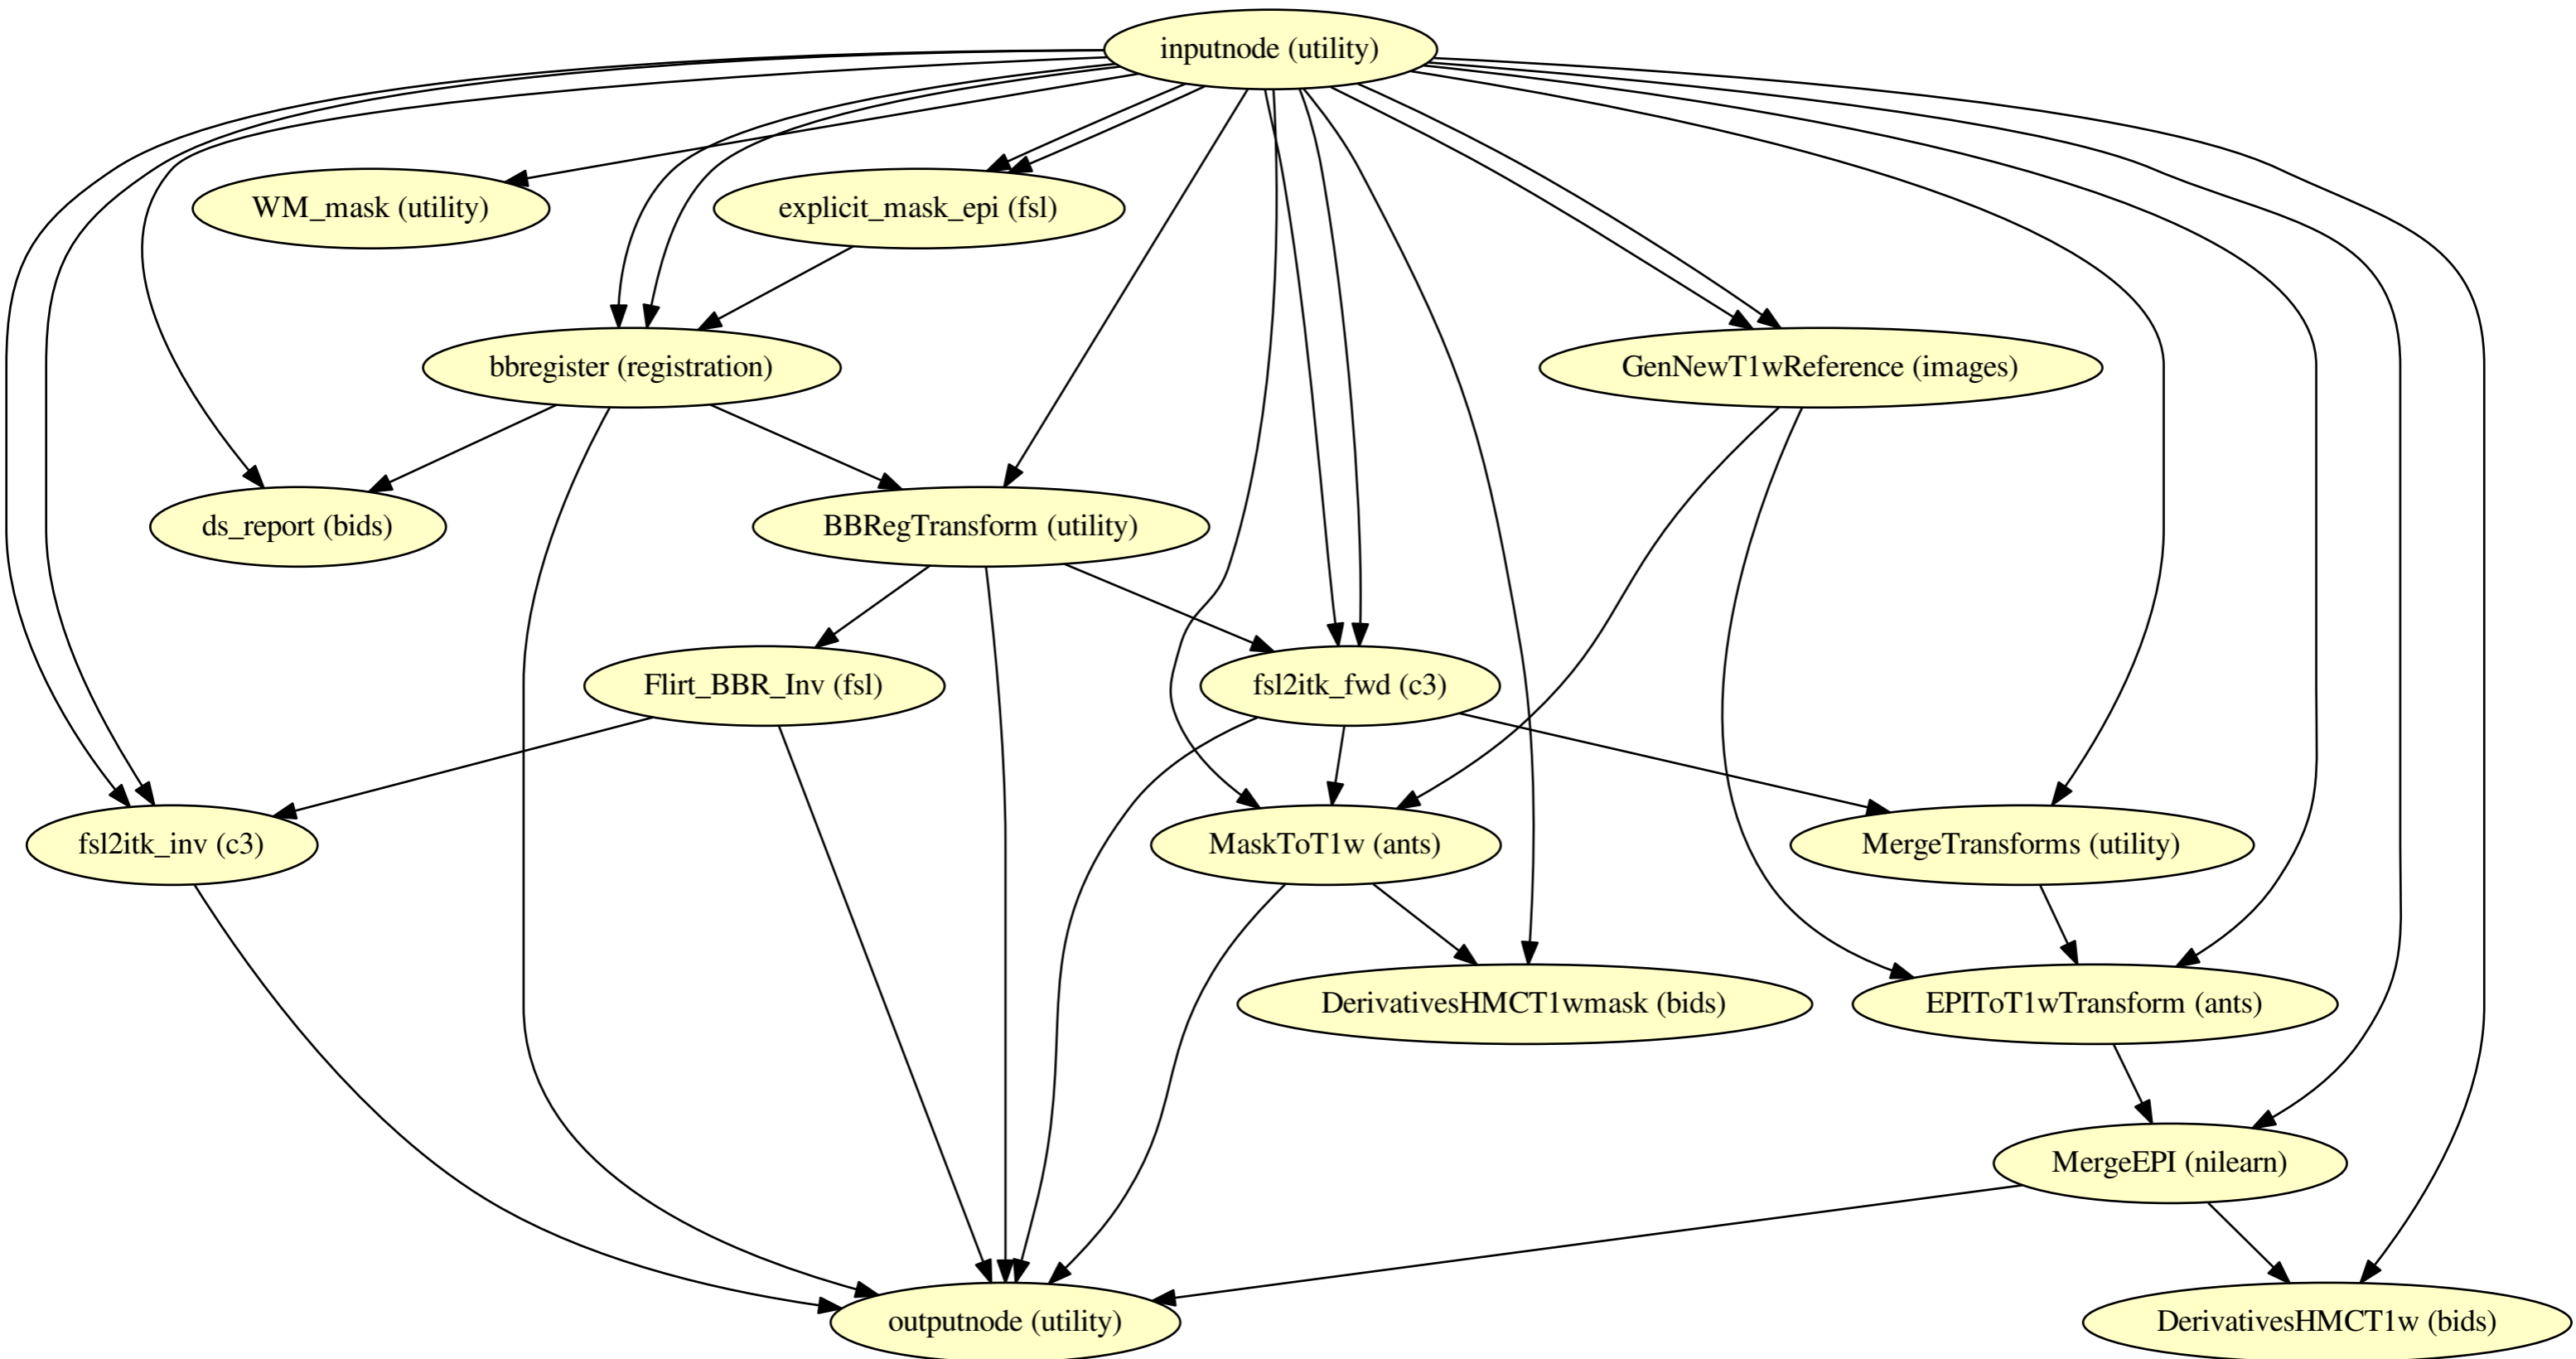 inputnode (utility)
WM_mask (utility)
explicit_mask_epi (fsl)
bbregister (registration)
GenNewT1wReference (images)
ds_report (bids)
BBRegTransform (utility)
Flirt_BBR_Inv (fsl)
fsl2itk_fwd (c3)
fsl2itk_inv (c3)
MaskToT1w (ants)
MergeTransforms (utility)
DerivativesHMCT1wmask (bids)
EPIToT1wTransform (ants)
MergeEPI (nilearn)
outputnode (utility)
DerivativesHMCT1w (bids)